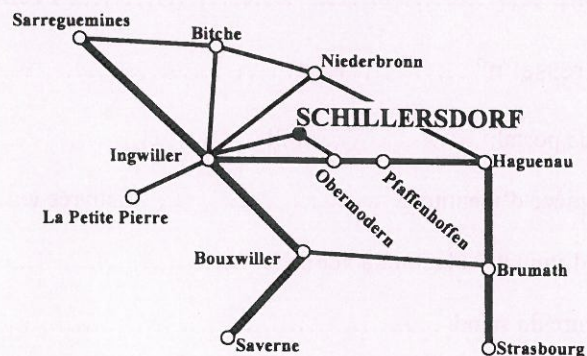 Sarreguemines
Bitche
Niederbronn
SCHILLERSDORF
Ingwiller
Haguenau
Obermodern
Pfaffenhoffen
La Petite Pierre
Bouxwiller
Brumath
Saverne
Strasbourg